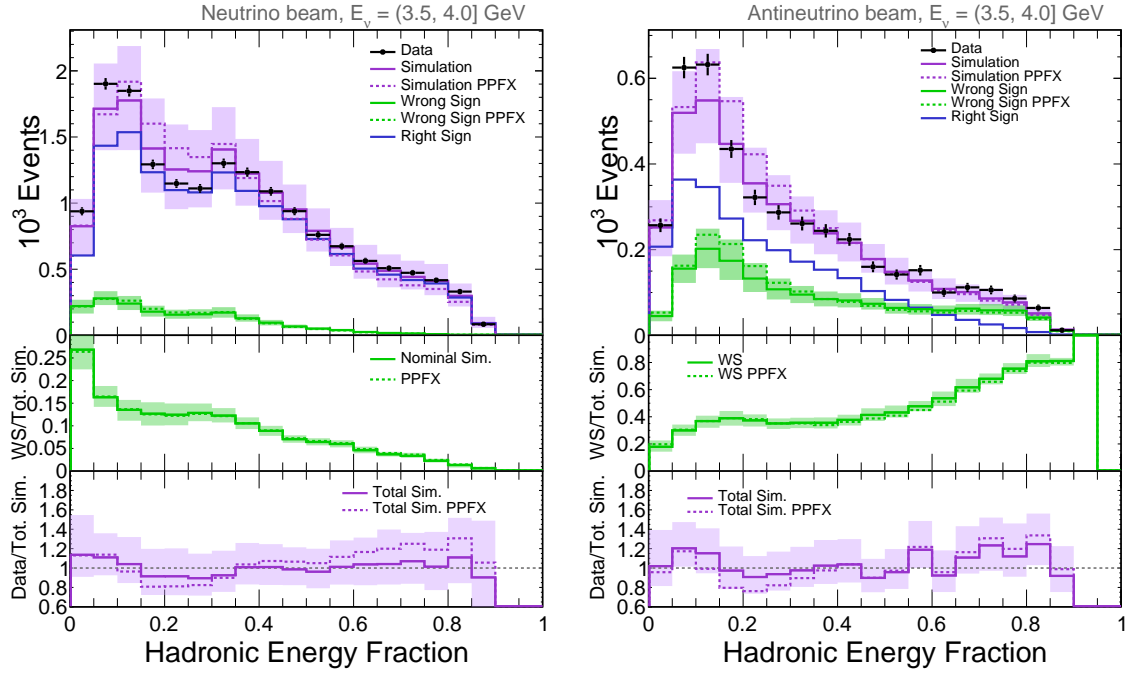 Neutrino beam, Eν = (3.5, 4.0] GeV
10³ Events
2
1.5
1
0.5
0
Data
Simulation
Simulation PPFX
Wrong Sign
Wrong Sign PPFX
Right Sign
WS/Tot. Sim.
0.25
0.2
0.15
0.1
0.05
0
Nominal Sim.
PPFX
Data/Tot. Sim.
1.8
1.6
1.4
1.2
1
0.8
0.6
Total Sim.
Total Sim. PPFX
0 0.2 0.4 0.6 0.8 1
Hadronic Energy Fraction
Antineutrino beam, Eν = (3.5, 4.0] GeV
10³ Events
0.6
0.4
0.2
0
Data
Simulation
Simulation PPFX
Wrong Sign
Wrong Sign PPFX
Right Sign
WS/Tot. Sim.
0.8
0.6
0.4
0.2
0
WS
WS PPFX
Data/Tot. Sim.
1.8
1.6
1.4
1.2
1
0.8
0.6
Total Sim.
Total Sim. PPFX
0 0.2 0.4 0.6 0.8 1
Hadronic Energy Fraction